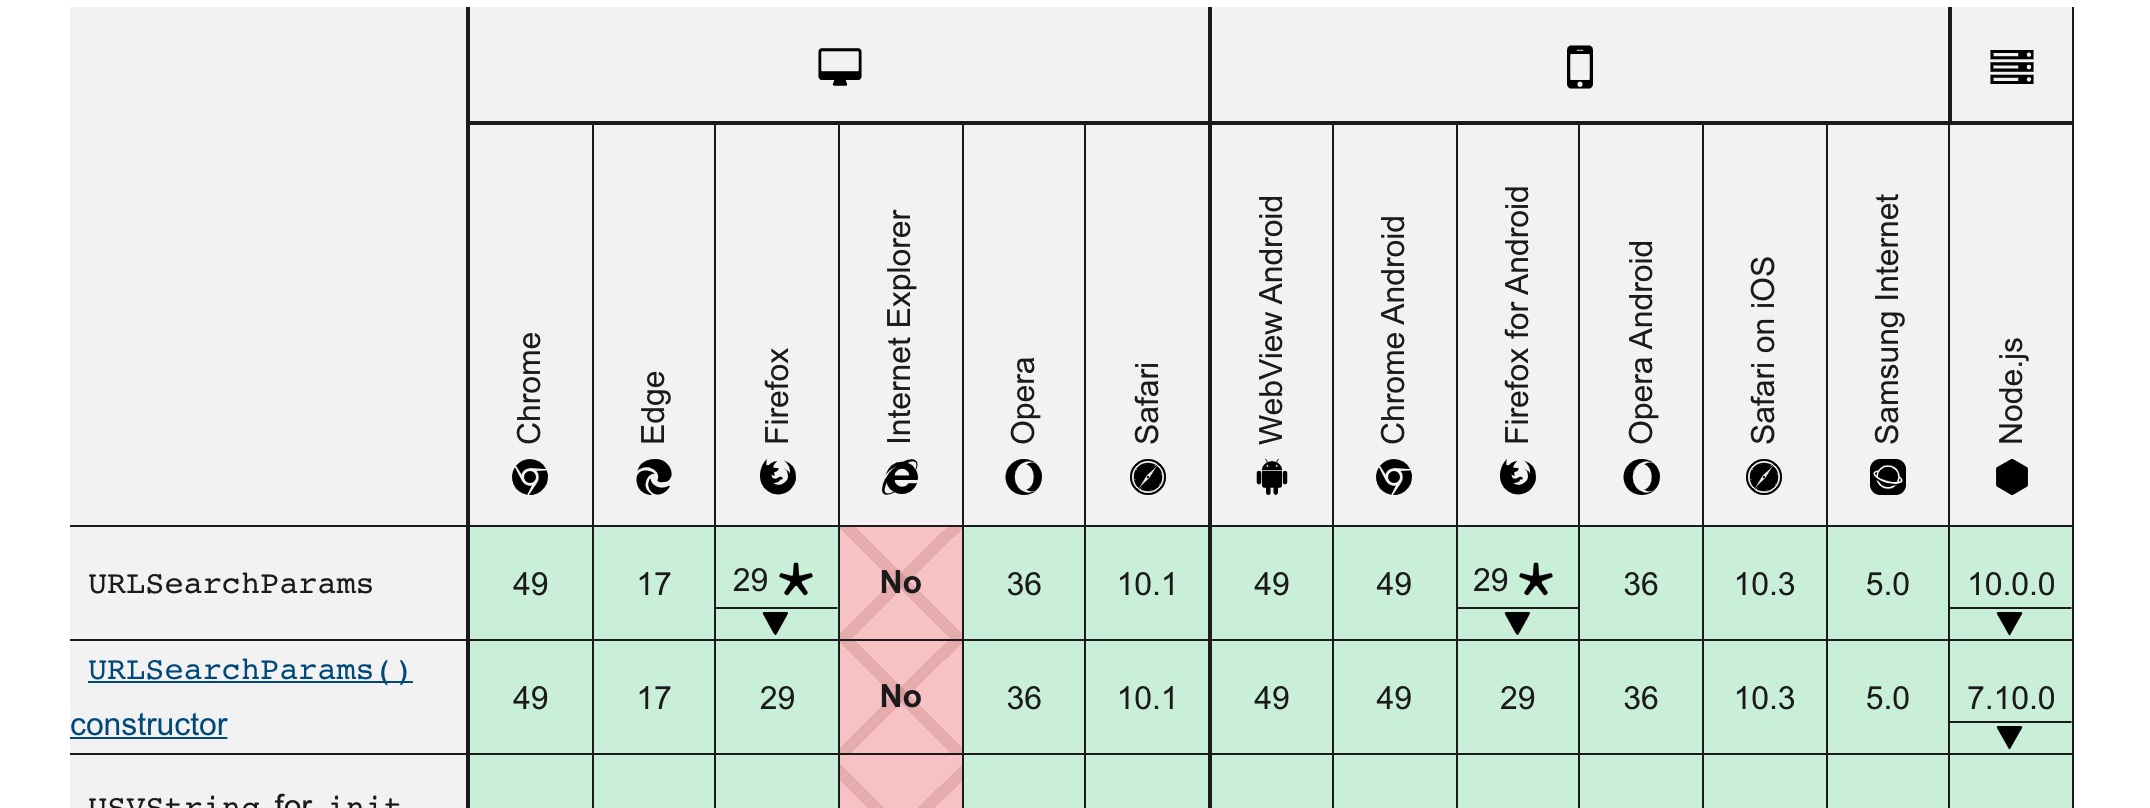 Chrome
Edge
Firefox
Internet Explorer
Opera
Safari
WebView Android
Chrome Android
Firefox for Android
Opera Android
Safari on iOS
Samsung Internet
Node.js
URLSearchParams 49 17 29 ★ No 36 10.1 49 49 29 ★ 36 10.3 5.0 10.0.0
▼ ▼ ▼
URLSearchParams()
constructor 49 17 29 No 36 10.1 49 49 29 36 10.3 5.0 7.10.0
▼
USVString for init